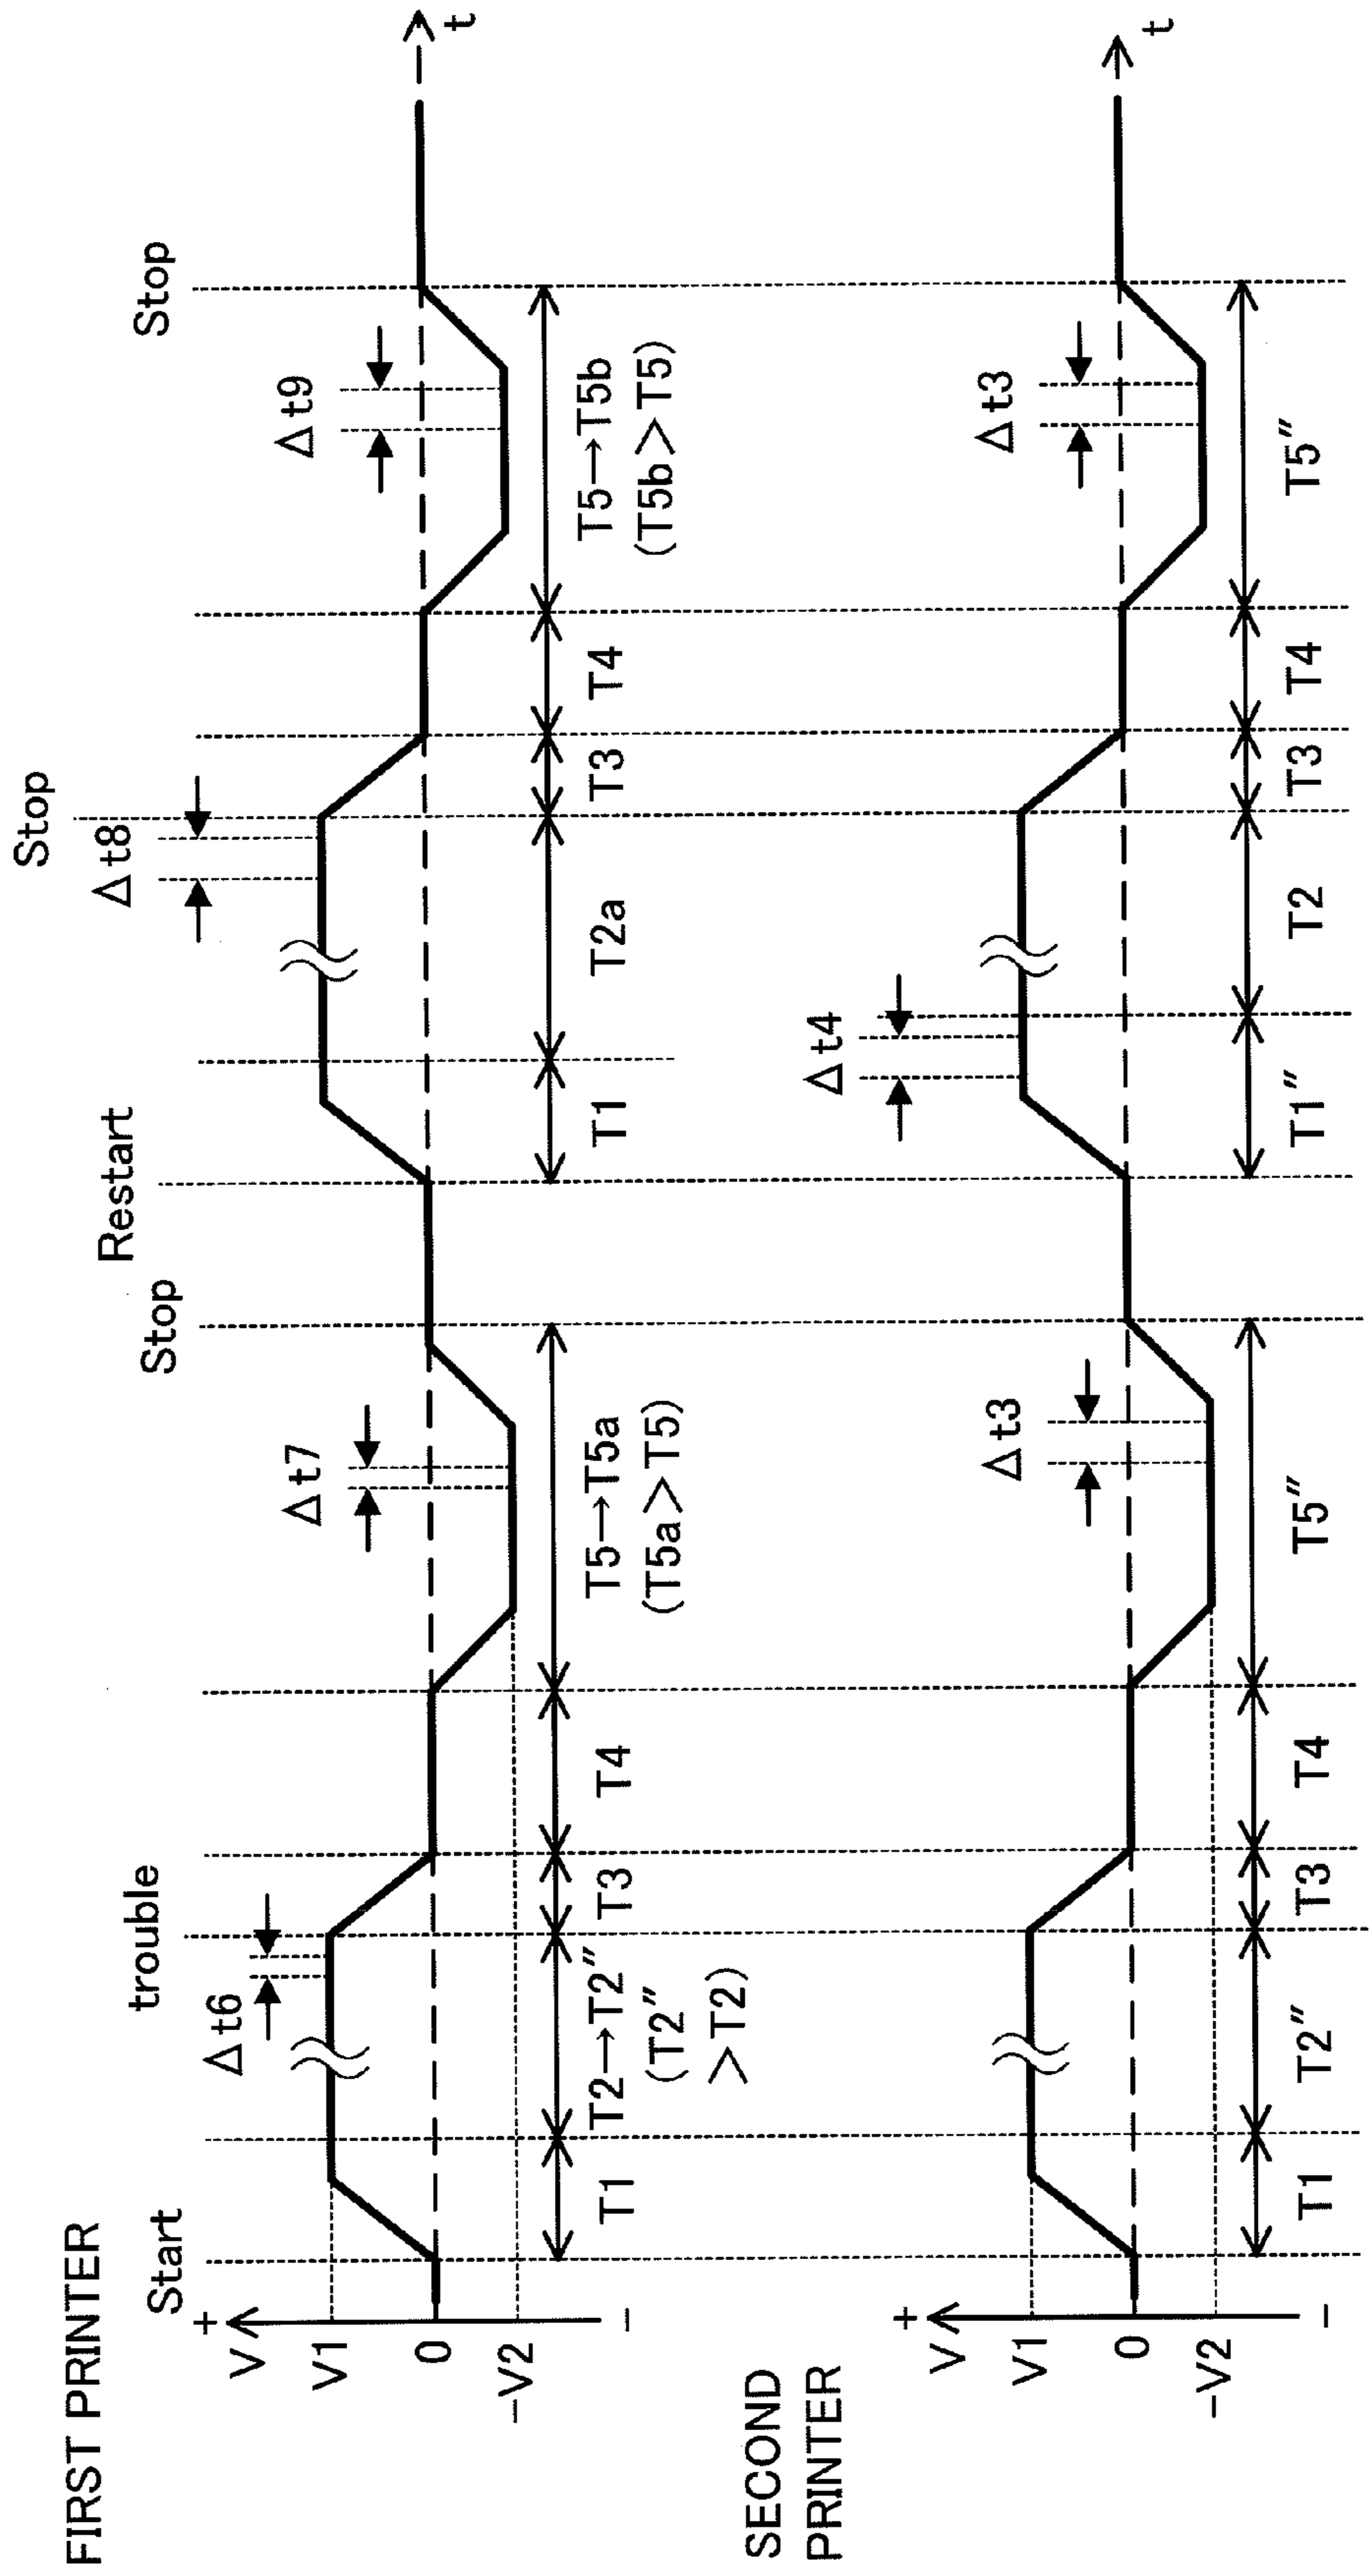 FIRST PRINTER
Start
trouble
Stop
Restart
Stop
Stop
+
V
V1
0
-V2
-
Δt6
Δt7
Δt8
Δt9
t
T1
T2→T2″
(T2″
>T2)
T3
T4
T5→T5a
(T5a>T5)
T1
T2a
T3
T4
T5→T5b
(T5b>T5)
SECOND
PRINTER
+
V
V1
0
-V2
-
Δt3
Δt4
Δt3
t
T1
T2″
T3
T4
T5″
T1″
T2
T3
T4
T5″